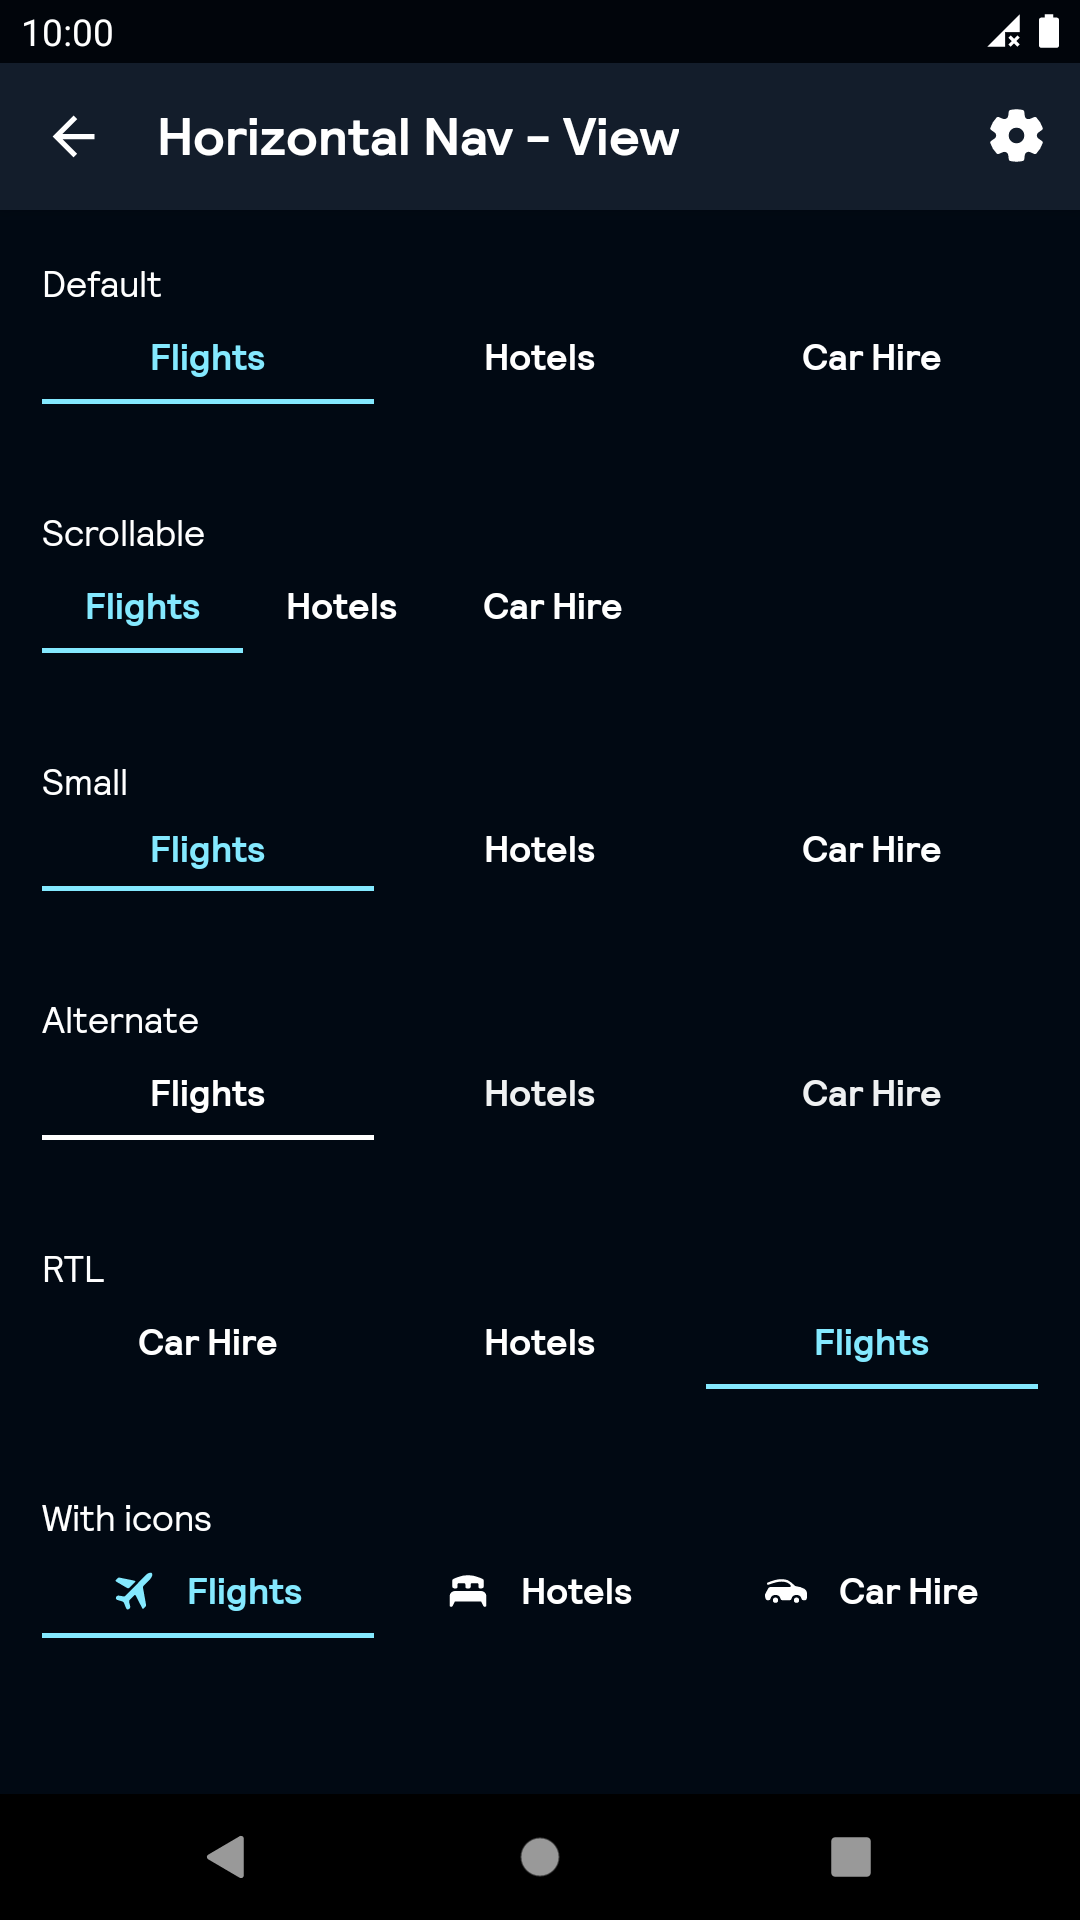 10:00
Horizontal Nav - View
Default
Flights Hotels Car Hire
Scrollable
Flights Hotels Car Hire
Small
Flights Hotels Car Hire
Alternate
Flights Hotels Car Hire
RTL
Car Hire Hotels Flights
With icons
Flights Hotels Car Hire